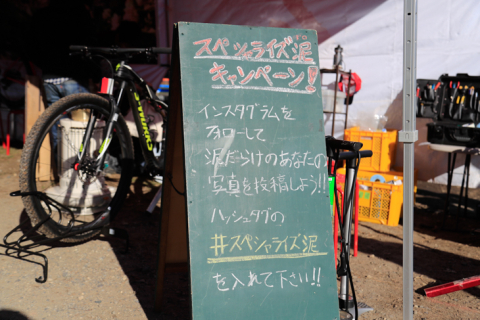 スペシャライズ泥
キャンペーン!
インスタグラムを
フォローして
泥だらけのあなたの
写真を投稿しよう!!
ハッシュタグの
#スペシャライズ泥
を入れて下さい!!